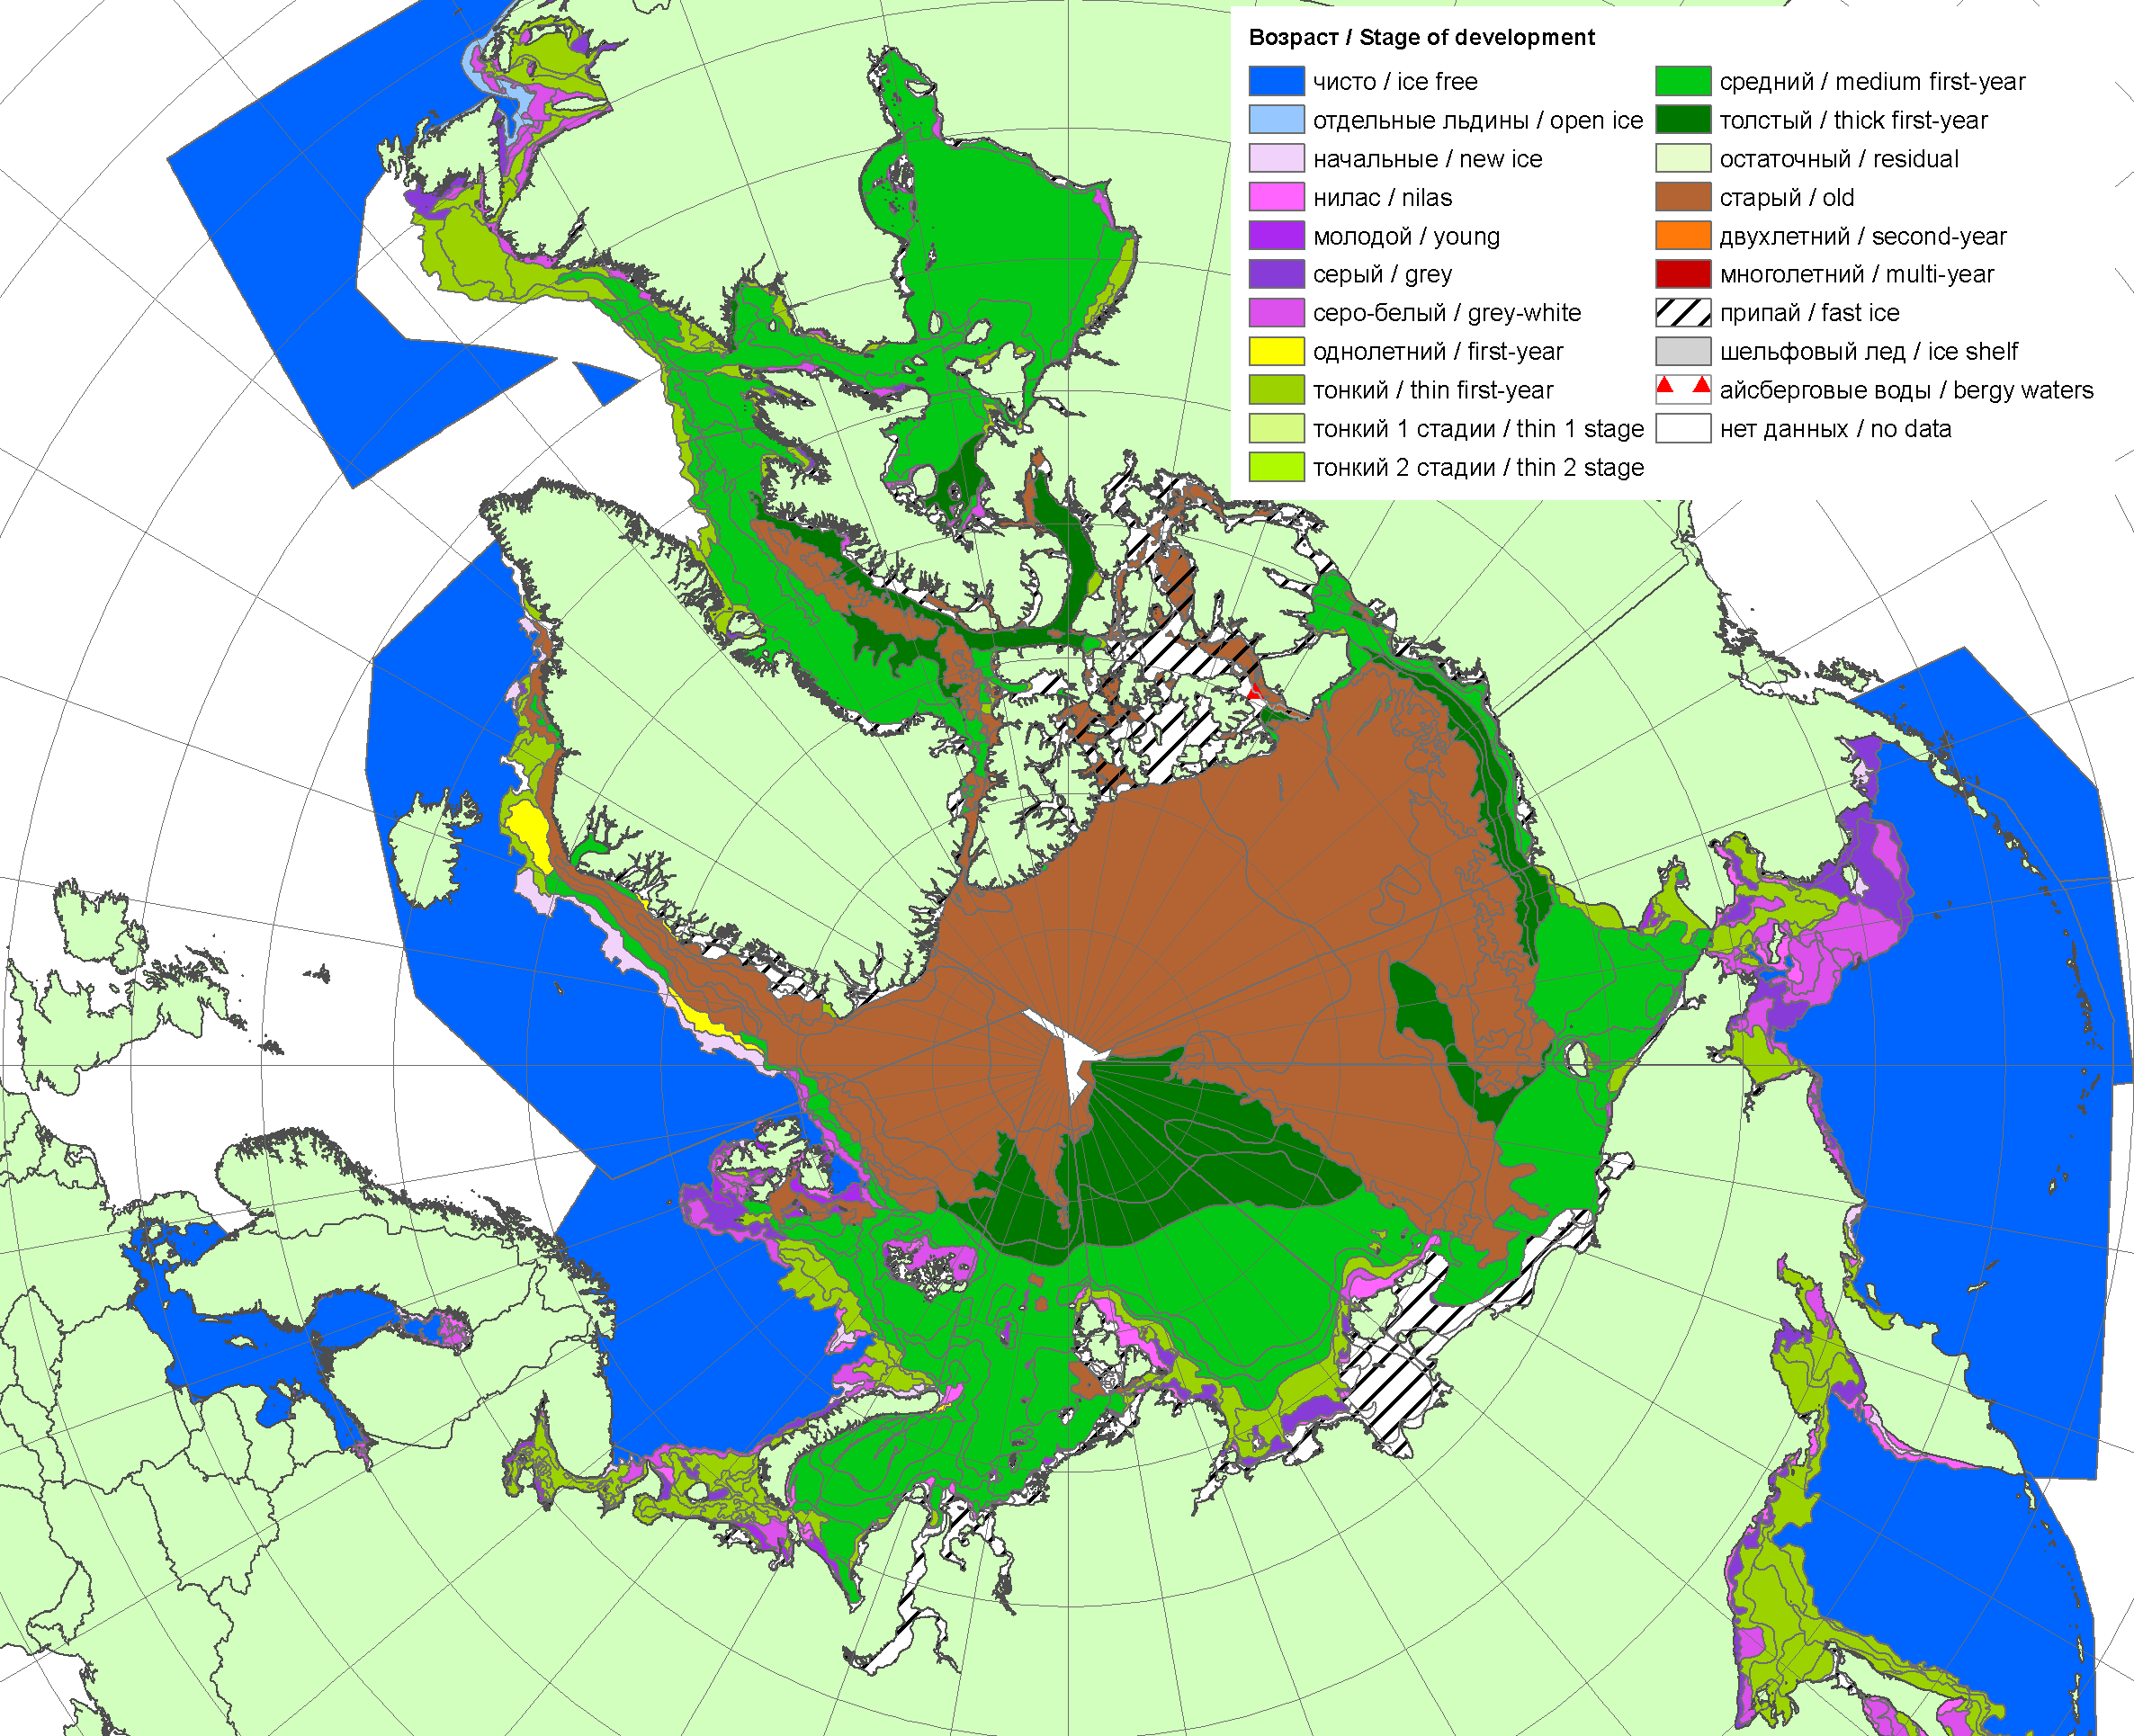 Возраст / Stage of development
чисто / ice free
отдельные льдины / open ice
начальные / new ice
нилас / nilas
молодой / young
серый / grey
серо-белый / grey-white
однолетний / first-year
тонкий / thin first-year
тонкий 1 стадии / thin 1 stage
тонкий 2 стадии / thin 2 stage
средний / medium first-year
толстый / thick first-year
остаточный / residual
старый / old
двухлетний / second-year
многолетний / multi-year
припай / fast ice
шельфовый лед / ice shelf
айсберговые воды / bergy waters
нет данных / no data